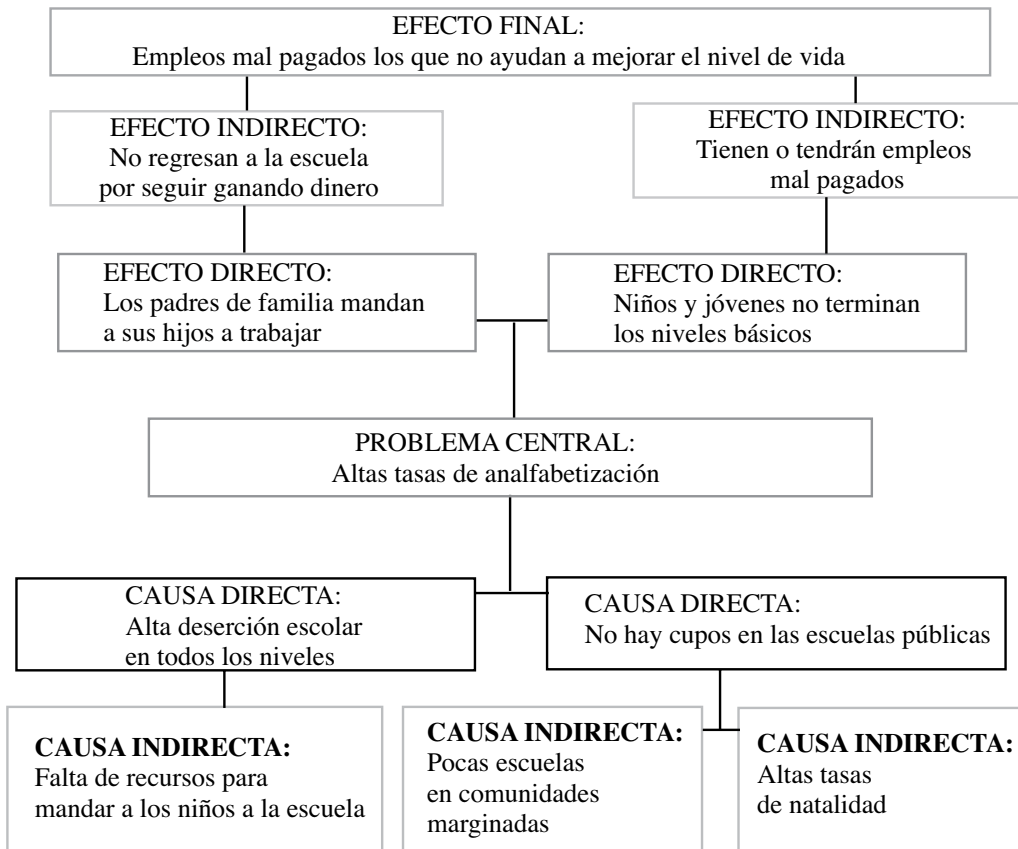 EFECTO FINAL:
Empleos mal pagados los que no ayudan a mejorar el nivel de vida
EFECTO INDIRECTO:
No regresan a la escuela
por seguir ganando dinero
EFECTO INDIRECTO:
Tienen o tendrán empleos
mal pagados
EFECTO DIRECTO:
Los padres de familia mandan
a sus hijos a trabajar
EFECTO DIRECTO:
Niños y jóvenes no terminan
los niveles básicos
PROBLEMA CENTRAL:
Altas tasas de analfabetización
CAUSA DIRECTA:
Alta deserción escolar
en todos los niveles
CAUSA DIRECTA:
No hay cupos en las escuelas públicas
CAUSA INDIRECTA:
Falta de recursos para
mandar a los niños a la escuela
CAUSA INDIRECTA:
Pocas escuelas
en comunidades
marginadas
CAUSA INDIRECTA:
Altas tasas
de natalidad